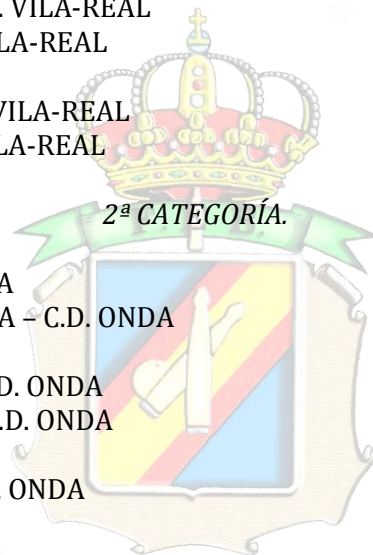 . VILA-REAL
LA-REAL
VILA-REAL
LA-REAL
2ª CATEGORÍA.
A
A – C.D. ONDA
D. ONDA
.D. ONDA
. ONDA